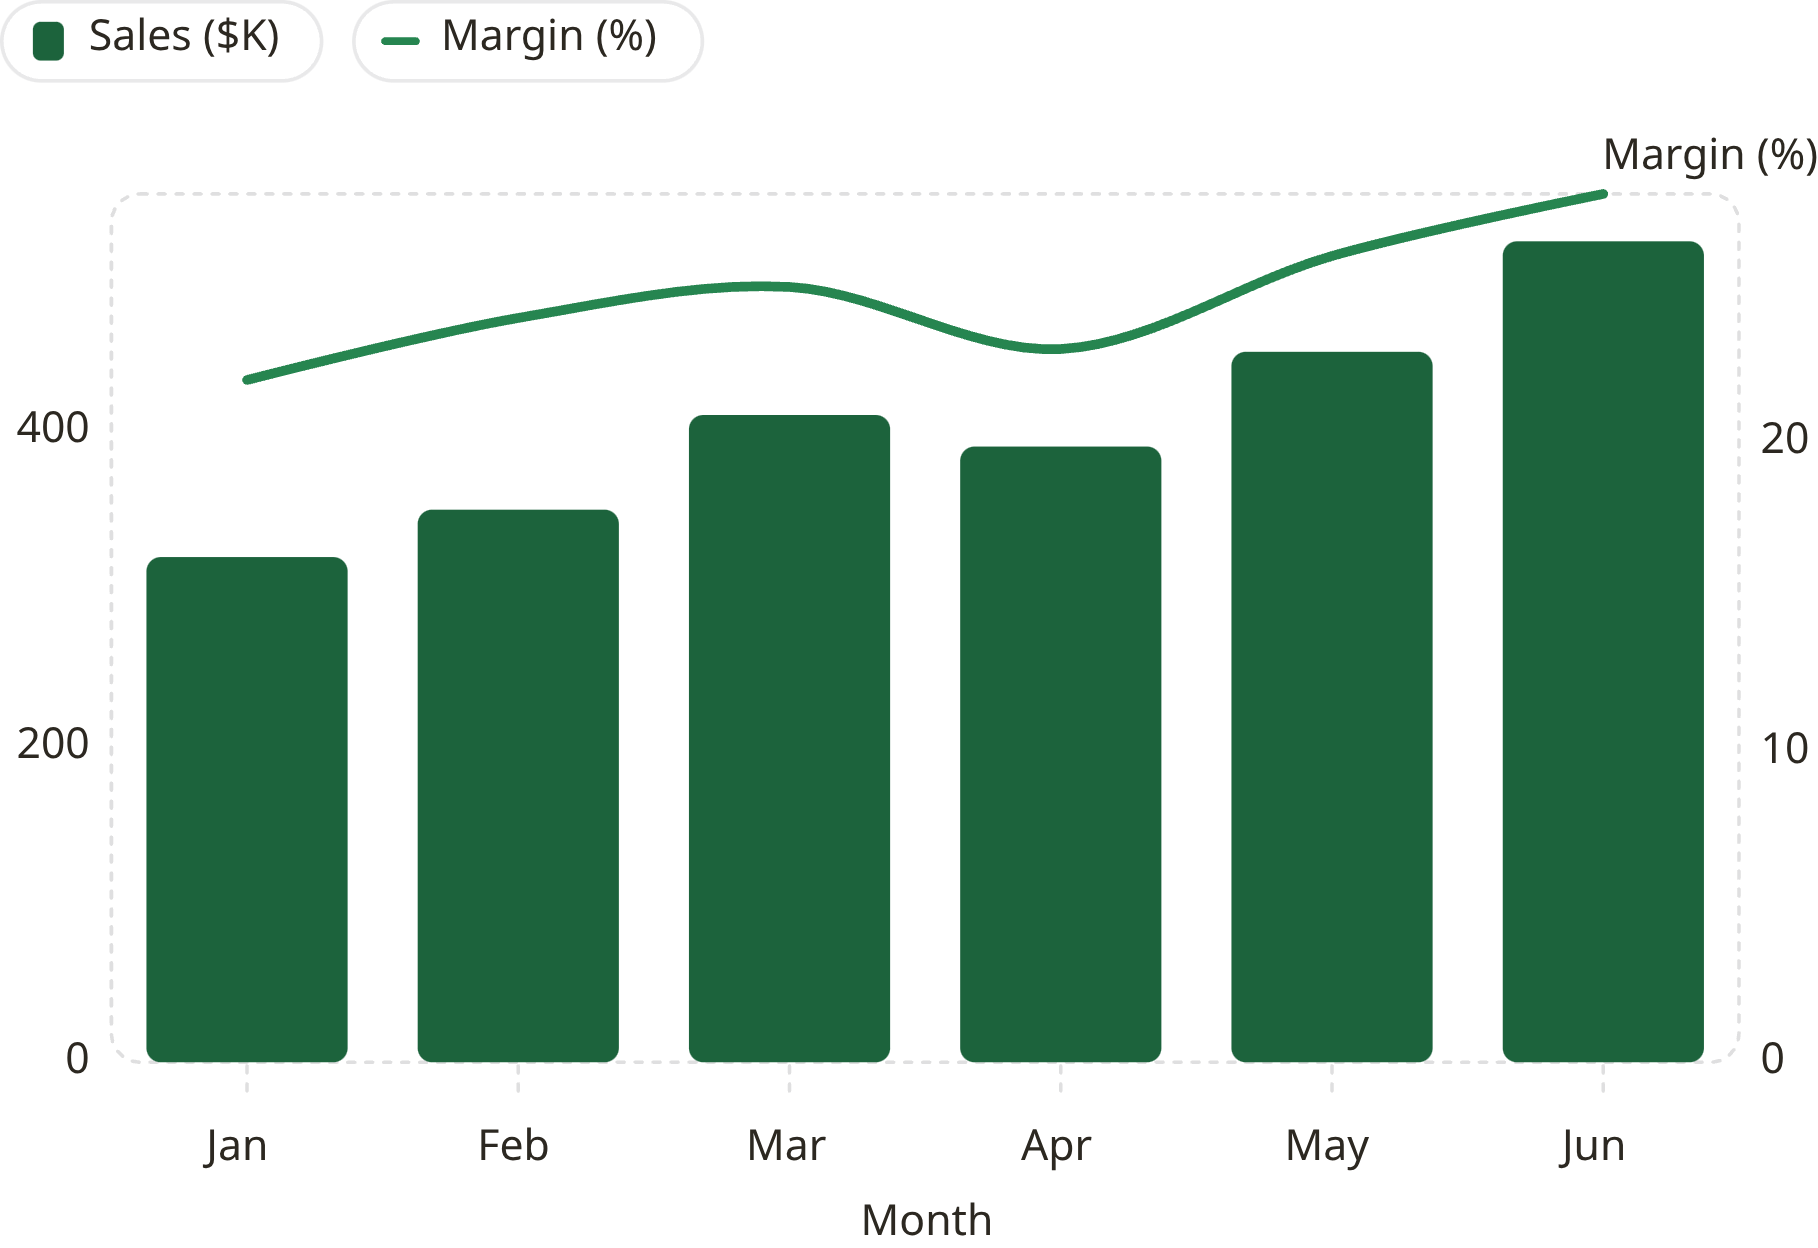 Sales ($K)
Margin (%)
Margin (%)
400
200
0
20
10
0
Jan
Feb
Mar
Apr
May
Jun
Month